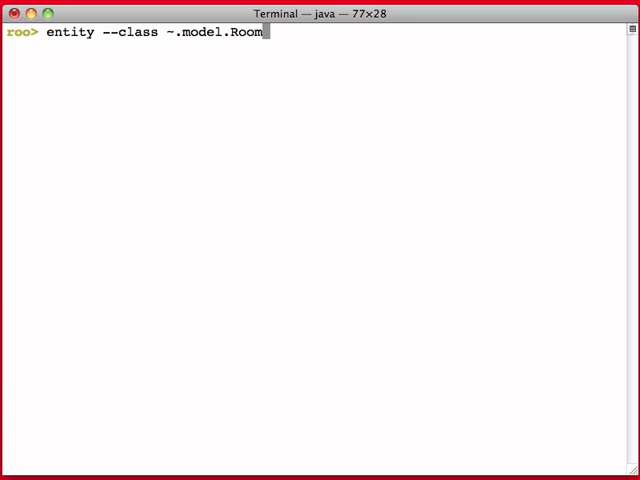 Terminal — java — 77×28
roo> entity --class ~.model.Room